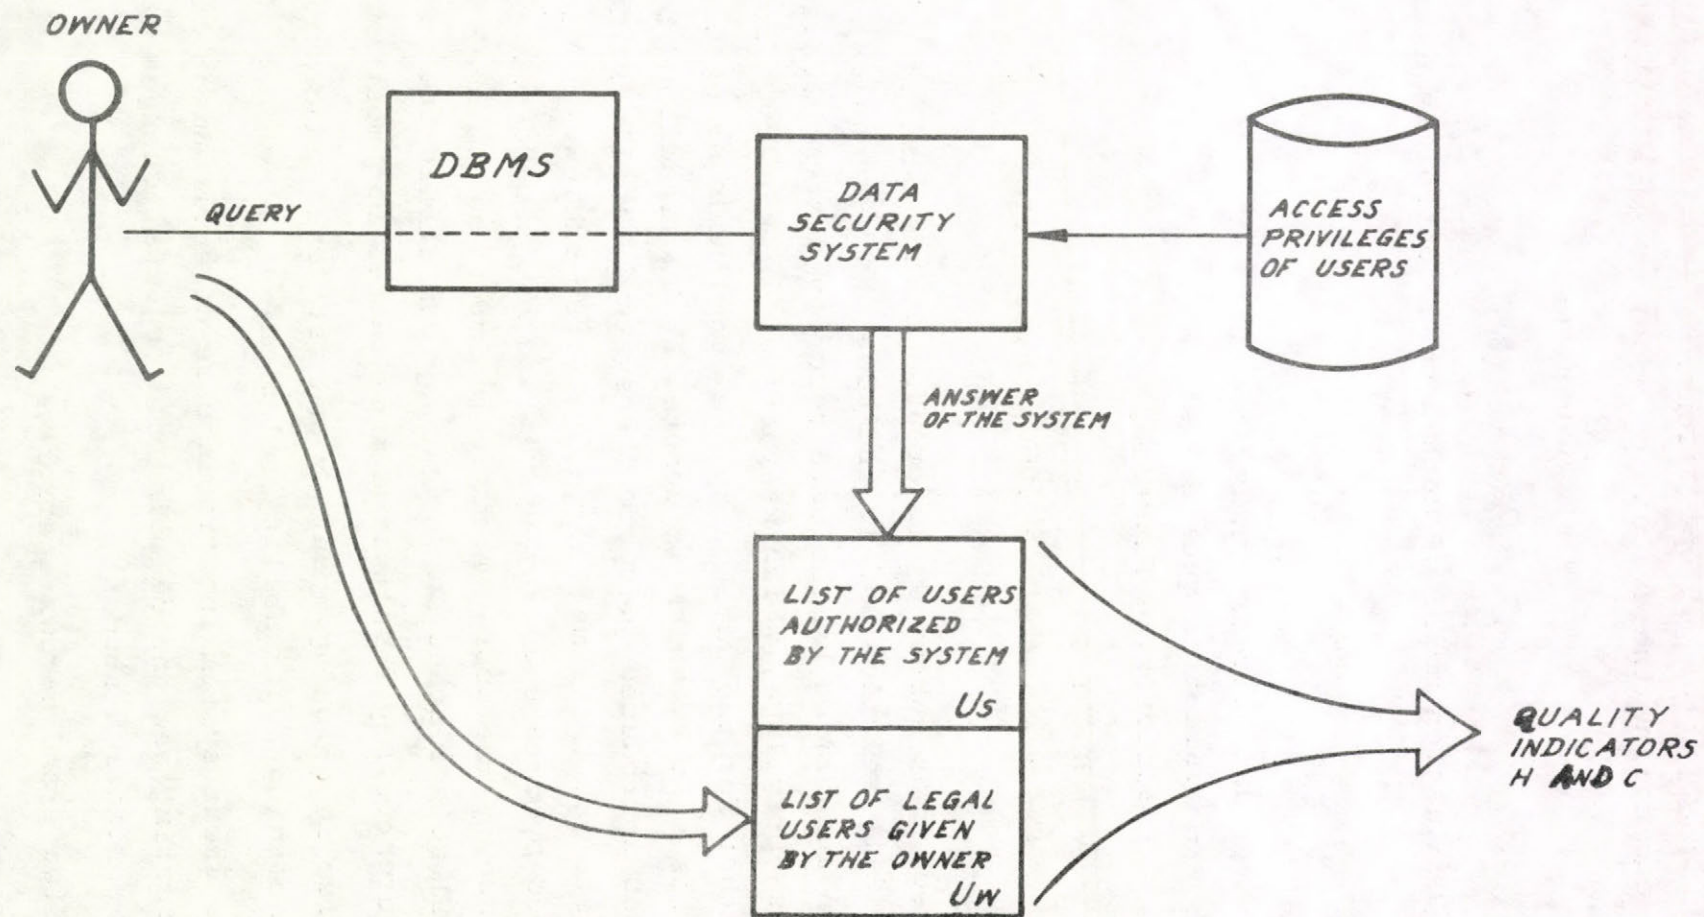 OWNER
QUERY
DBMS
DATA
SECURITY
SYSTEM
ACCESS
PRIVILEGES
OF USERS
ANSWER
OF THE SYSTEM
LIST OF USERS
AUTHORIZED
BY THE SYSTEM
Us
LIST OF LEGAL
USERS GIVEN
BY THE OWNER
Uw
QUALITY
INDICATORS
H AND C